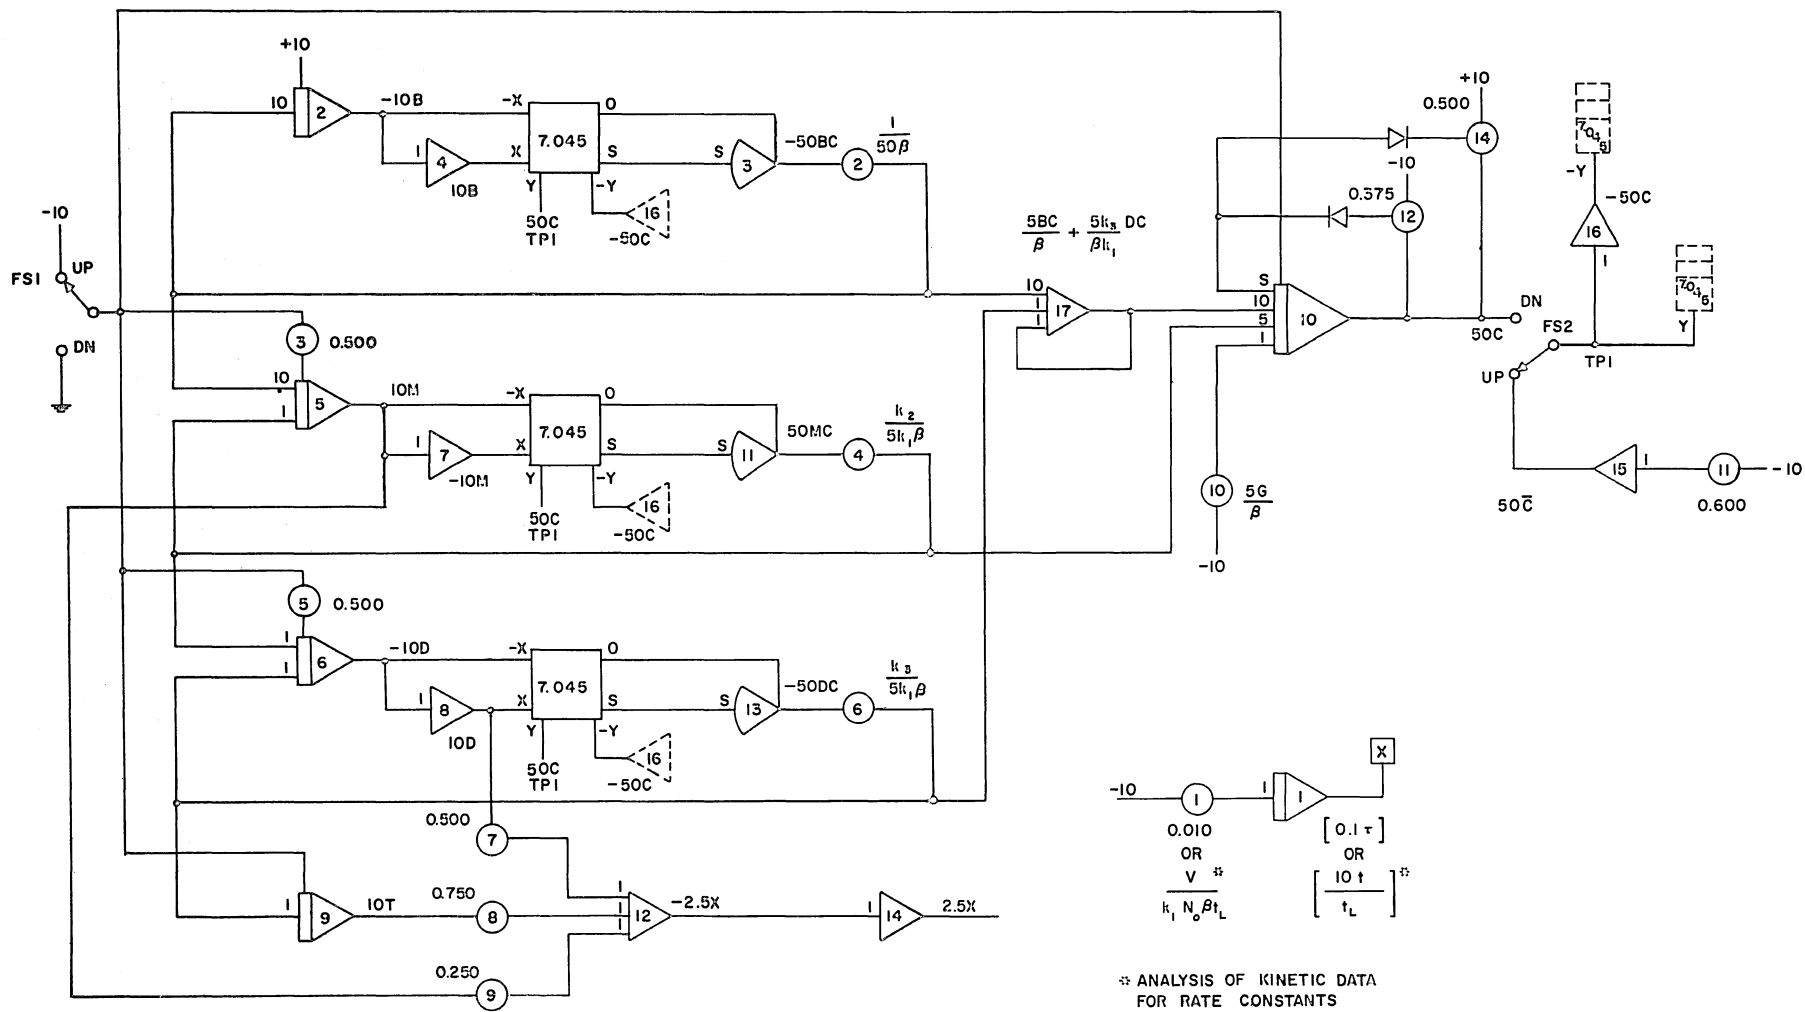 +10
10
2
-10B
-X
O
7.045
1
4
10B
X
S
S
3
-50BC
2
1
50β
Y
-Y
50C
TP1
16
-50C
-10
UP
FS1
DN
3
0.500
10
1
5
10M
-X
O
7.045
1
7
-10M
X
S
S
11
50MC
4
k2
5k1β
Y
-Y
50C
TP1
16
-50C
5
0.500
1
1
6
-10D
-X
O
7.045
1
8
10D
X
S
S
13
-50DC
6
k3
5k1β
Y
-Y
50C
TP1
16
-50C
0.500
7
1
9
10T
0.750
8
0.250
9
1
1
1
12
-2.5X
1
14
2.5X
5BC/β + 5k3/βk1 DC
10
1
1
17
S
10
5
1
10
+10
0.500
14
-10
0.375
12
10
5G
β
-10
50C
DN
FS2
UP
TP1
7.045
-Y
-50C
16
1
7.045
Y
15
1
11
-10
50C̅
0.600
-10
1
1
1
X
0.010
OR
V *
k1 N0 βtL
[0.1 τ]
OR
[10 t / tL]*
* ANALYSIS OF KINETIC DATA
FOR RATE CONSTANTS